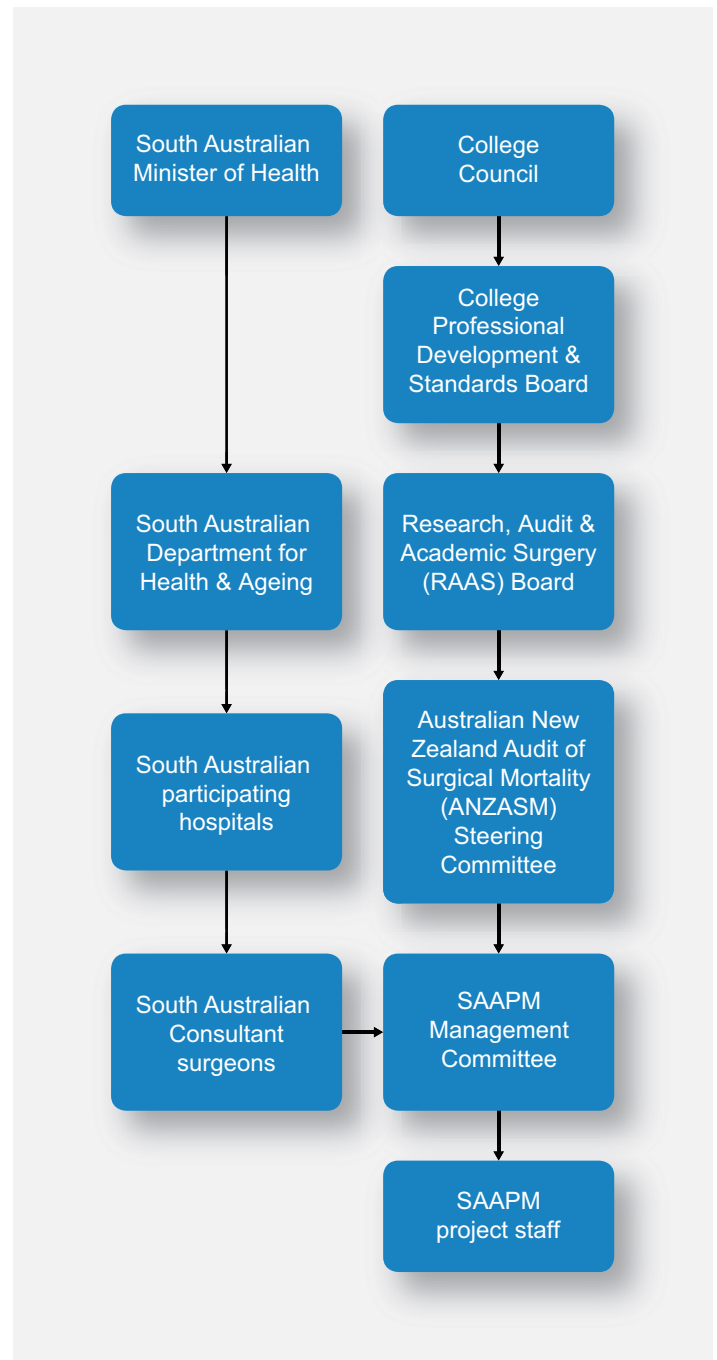 South Australian
Minister of Health
College
Council
College
Professional
Development &
Standards Board
South Australian
Department for
Health & Ageing
Research, Audit &
Academic Surgery
(RAAS) Board
South Australian
participating
hospitals
Australian New
Zealand Audit of
Surgical Mortality
(ANZASM)
Steering
Committee
South Australian
Consultant
surgeons
SAAPM
Management
Committee
SAAPM
project staff